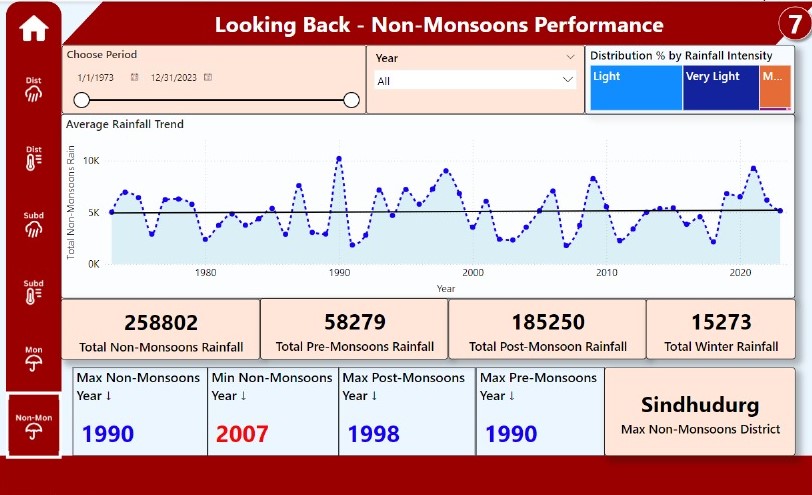 Looking Back - Non-Monsoons Performance
7
Dist
Dist
Subd
Subd
Mon
Non-Mon
Choose Period
1/1/1973 12/31/2023
Year
All
Distribution % by Rainfall Intensity
Light
Very Light
M...
Average Rainfall Trend
Total Non-Monsoons Rain
10K
5K
0K
1980 1990 2000 2010 2020
Year
258802
Total Non-Monsoons Rainfall
58279
Total Pre-Monsoons Rainfall
185250
Total Post-Monsoon Rainfall
15273
Total Winter Rainfall
Max Non-Monsoons
Year ↓
1990
Min Non-Monsoons
Year ↓
2007
Max Post-Monsoons
Year ↓
1998
Max Pre-Monsoons
Year ↓
1990
Sindhudurg
Max Non-Monsoons District